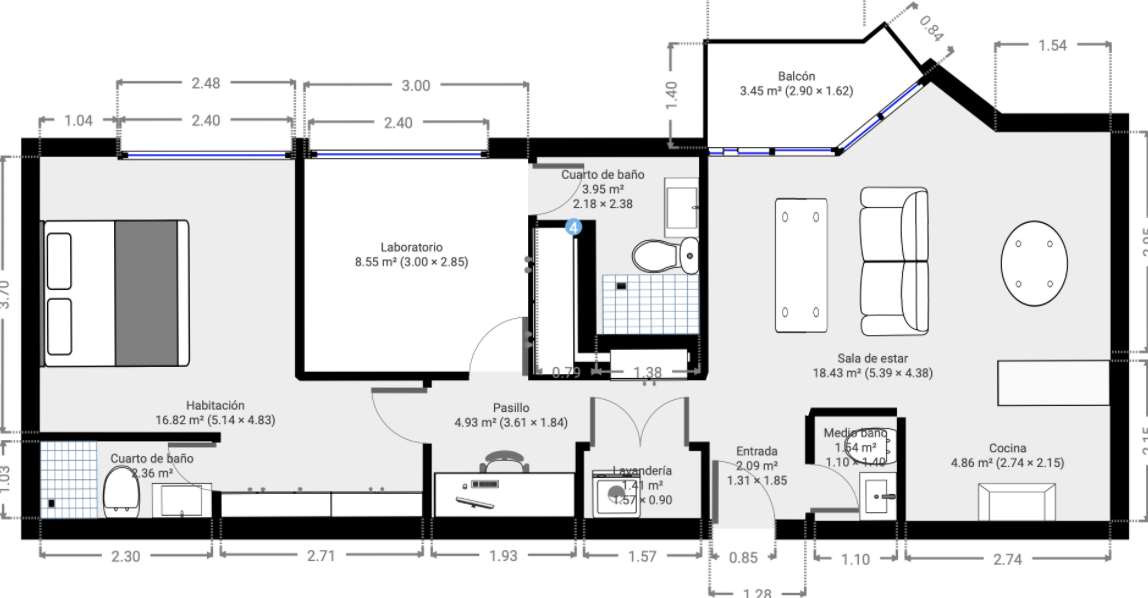 0.84
1.54
2.48
3.00
1.40
Balcón
3.45 m² (2.90 × 1.62)
1.04
2.40
2.40
Cuarto de baño
3.95 m²
2.18 × 2.38
4
Laboratorio
8.55 m² (3.00 × 2.85)
3.70
0.79
1.38
Sala de estar
18.43 m² (5.39 × 4.38)
Habitación
16.82 m² (5.14 × 4.83)
Pasillo
4.93 m² (3.61 × 1.84)
Medio baño
1.54 m²
1.10 × 1.40
Cocina
4.86 m² (2.74 × 2.15)
2.15
Entrada
2.09 m²
1.31 × 1.85
Cuarto de baño
2.36 m²
1.03
Lavandería
1.41 m²
1.57 × 0.90
2.30
2.71
1.93
1.57
0.85
1.10
2.74
1.28